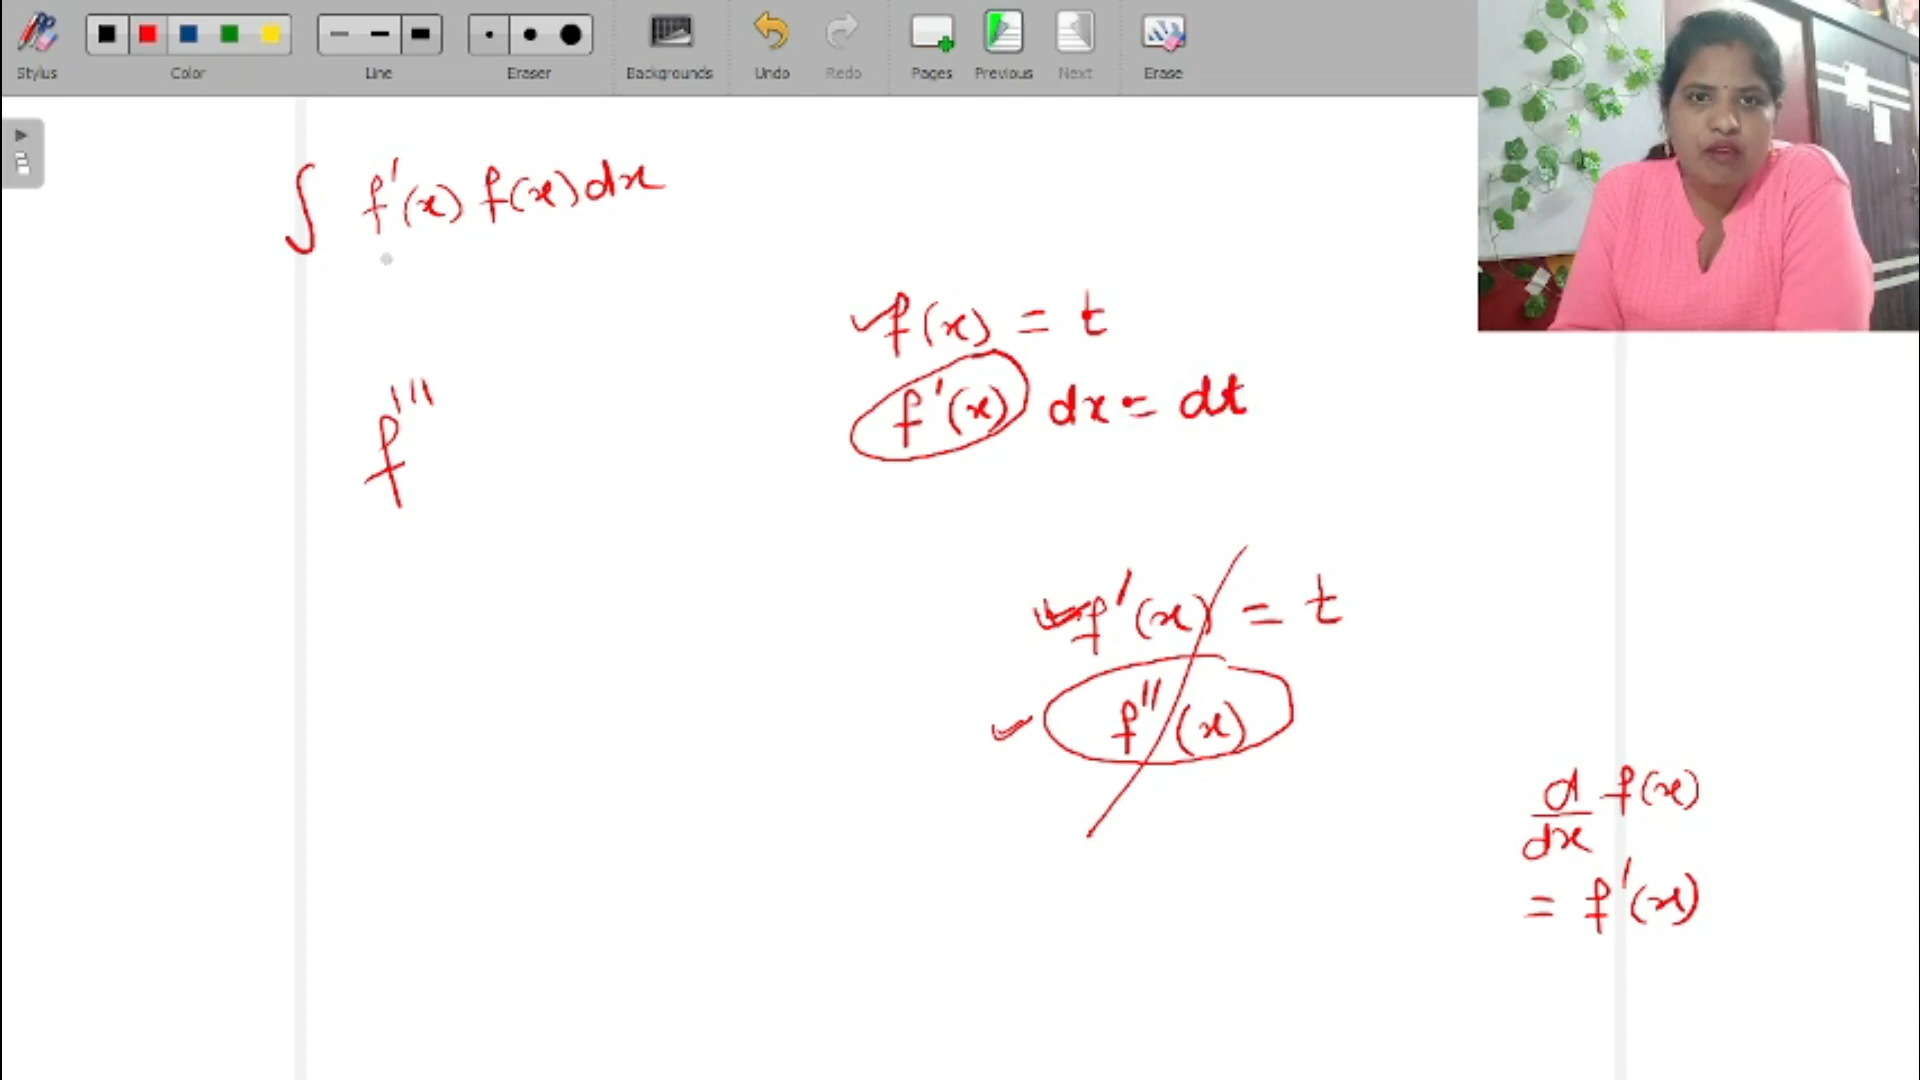 Stylus
Color
Line
Eraser
Backgrounds
Undo
Redo
Pages
Previous
Next
Erase
∫ f'(x) f(x) dx
f(x) = t
f'(x) dx = dt
f'''
f'(x) = t
f''(x)
d/dx f(x)
= f'(x)